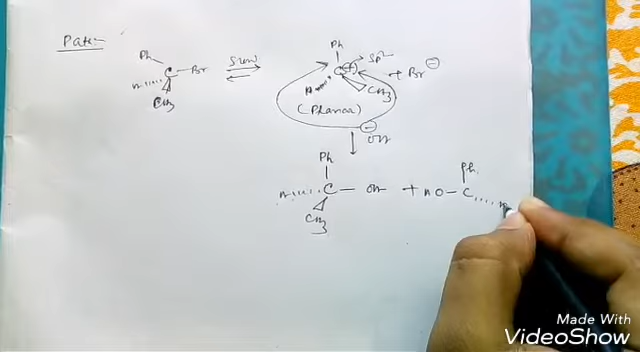 Path:-
Ph
H C Br
CH3
Slow
Ph
H C + SP2
CH3
+ Br ⊖
(Planar)
⊖ OH
Ph
H C — OH
CH3
+ HO — C
Ph
Made With
VideoShow